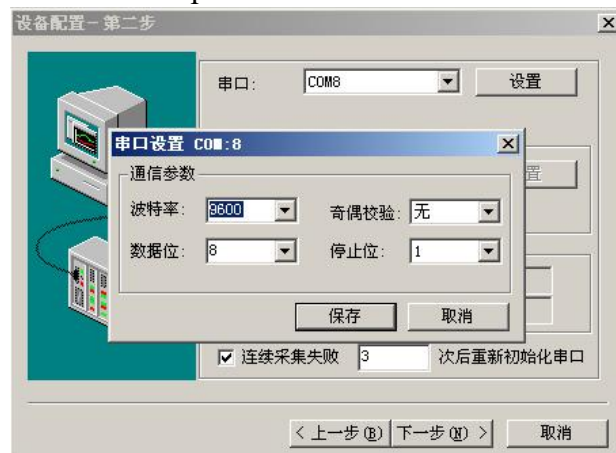 设备配置－第二步
串口: COM8 设置
串口设置 COM:8
通信参数
置
波特率: 9600 奇偶校验: 无
数据位: 8 停止位: 1
保存 取消
连续采集失败 3 次后重新初始化串口
<上一步(B) 下一步(N)> 取消